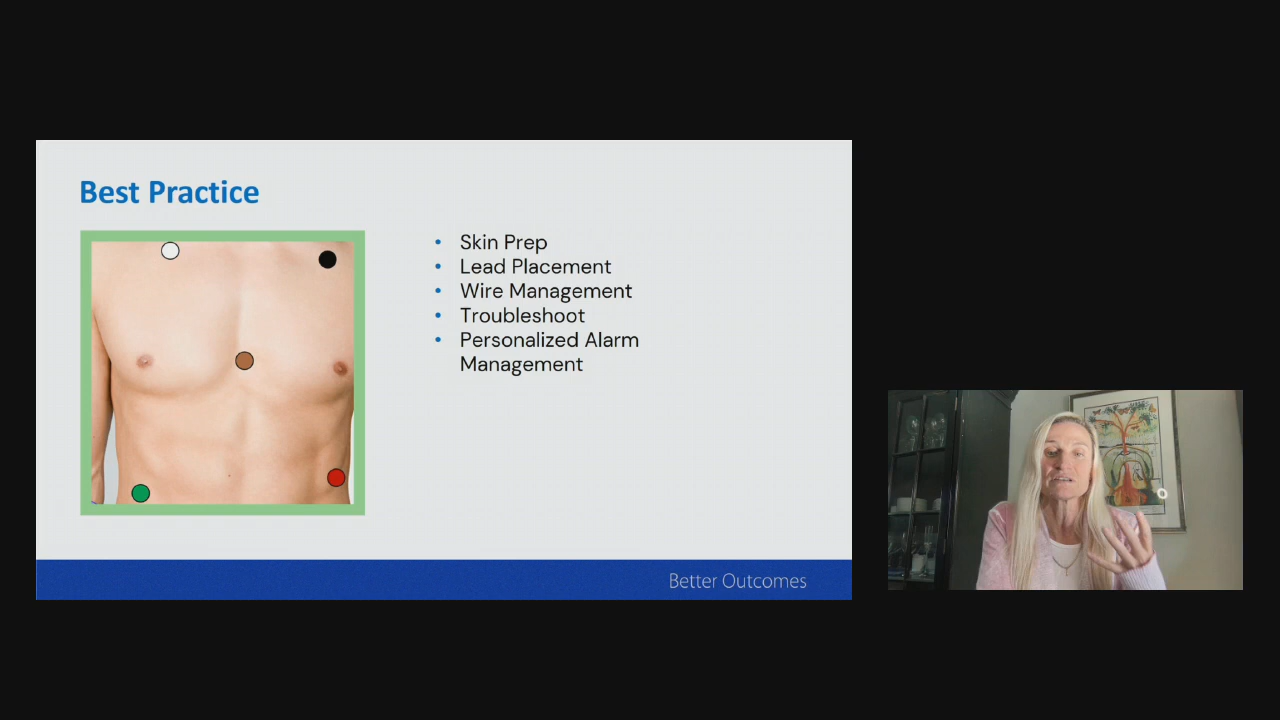 Best Practice
• Skin Prep
• Lead Placement
• Wire Management
• Troubleshoot
• Personalized Alarm
Management
Better Outcomes